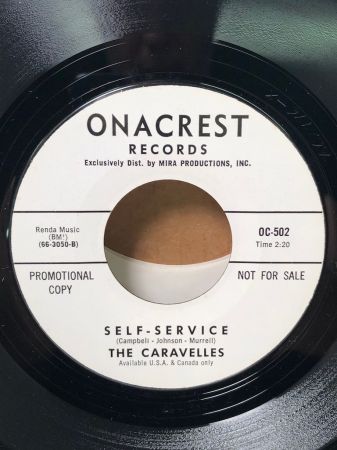 ONACREST
RECORDS
Exclusively Dist. by MIRA PRODUCTIONS, INC.
Renda Music
(BMI)
(66-3050-B)
OC-502
Time 2:20
PROMOTIONAL
COPY
NOT FOR SALE
SELF-SERVICE
(Campbell - Johnson - Murrell)
THE CARAVELLES
Available U.S.A. & Canada only